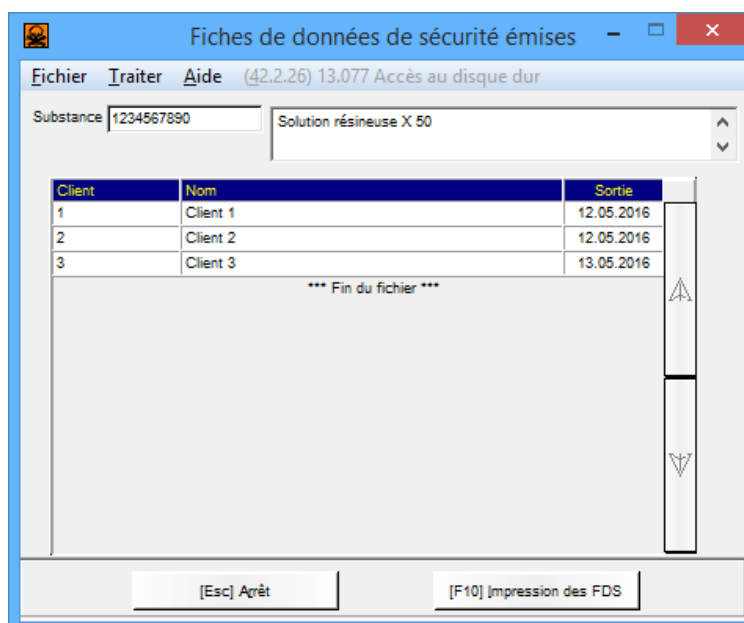 Fiches de données de sécurité émises
Fichier Traiter Aide (42.2.26) 13.077 Accès au disque dur
Substance 1234567890 Solution résineuse X 50
Client Nom Sortie
1 Client 1 12.05.2016
2 Client 2 12.05.2016
3 Client 3 13.05.2016
*** Fin du fichier ***
[Esc] Arrêt [F10] Impression des FDS